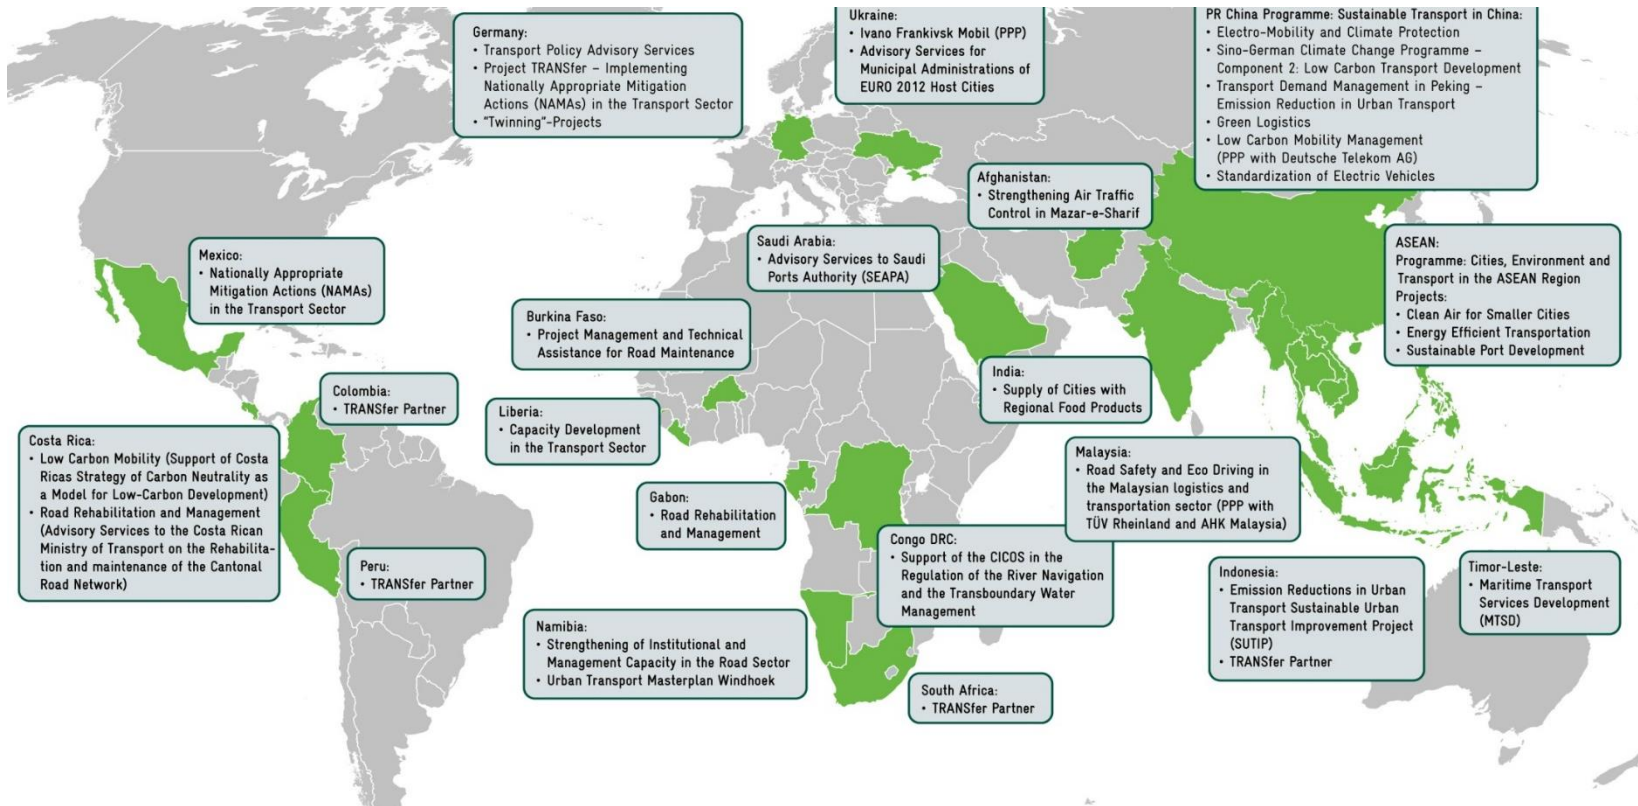 Germany:
• Transport Policy Advisory Services
• Project TRANSfer – Implementing
Nationally Appropriate Mitigation
Actions (NAMAs) in the Transport Sector
• "Twinning"-Projects
Ukraine:
• Ivano Frankivsk Mobil (PPP)
• Advisory Services for
Municipal Administrations of
EURO 2012 Host Cities
PR China Programme: Sustainable Transport in China:
• Electro-Mobility and Climate Protection
• Sino-German Climate Change Programme –
Component 2: Low Carbon Transport Development
• Transport Demand Management in Peking –
Emission Reduction in Urban Transport
• Green Logistics
• Low Carbon Mobility Management
(PPP with Deutsche Telekom AG)
• Standardization of Electric Vehicles
Afghanistan:
• Strengthening Air Traffic
Control in Mazar-e-Sharif
Mexico:
• Nationally Appropriate
Mitigation Actions (NAMAs)
in the Transport Sector
Saudi Arabia:
• Advisory Services to Saudi
Ports Authority (SEAPA)
ASEAN:
Programme: Cities, Environment and
Transport in the ASEAN Region
Projects:
• Clean Air for Smaller Cities
• Energy Efficient Transportation
• Sustainable Port Development
Burkina Faso:
• Project Management and Technical
Assistance for Road Maintenance
India:
• Supply of Cities with
Regional Food Products
Colombia:
• TRANSfer Partner
Liberia:
• Capacity Development
in the Transport Sector
Costa Rica:
• Low Carbon Mobility (Support of Costa
Ricas Strategy of Carbon Neutrality as
a Model for Low-Carbon Development)
• Road Rehabilitation and Management
(Advisory Services to the Costa Rican
Ministry of Transport on the Rehabilita-
tion and maintenance of the Cantonal
Road Network)
Malaysia:
• Road Safety and Eco Driving in
the Malaysian logistics and
transportation sector (PPP with
TÜV Rheinland and AHK Malaysia)
Gabon:
• Road Rehabilitation
and Management
Congo DRC:
• Support of the CICOS in the
Regulation of the River Navigation
and the Transboundary Water
Management
Peru:
• TRANSfer Partner
Indonesia:
• Emission Reductions in Urban
Transport Sustainable Urban
Transport Improvement Project
(SUTIP)
• TRANSfer Partner
Timor-Leste:
• Maritime Transport
Services Development
(MTSD)
Namibia:
• Strengthening of Institutional and
Management Capacity in the Road Sector
• Urban Transport Masterplan Windhoek
South Africa:
• TRANSfer Partner